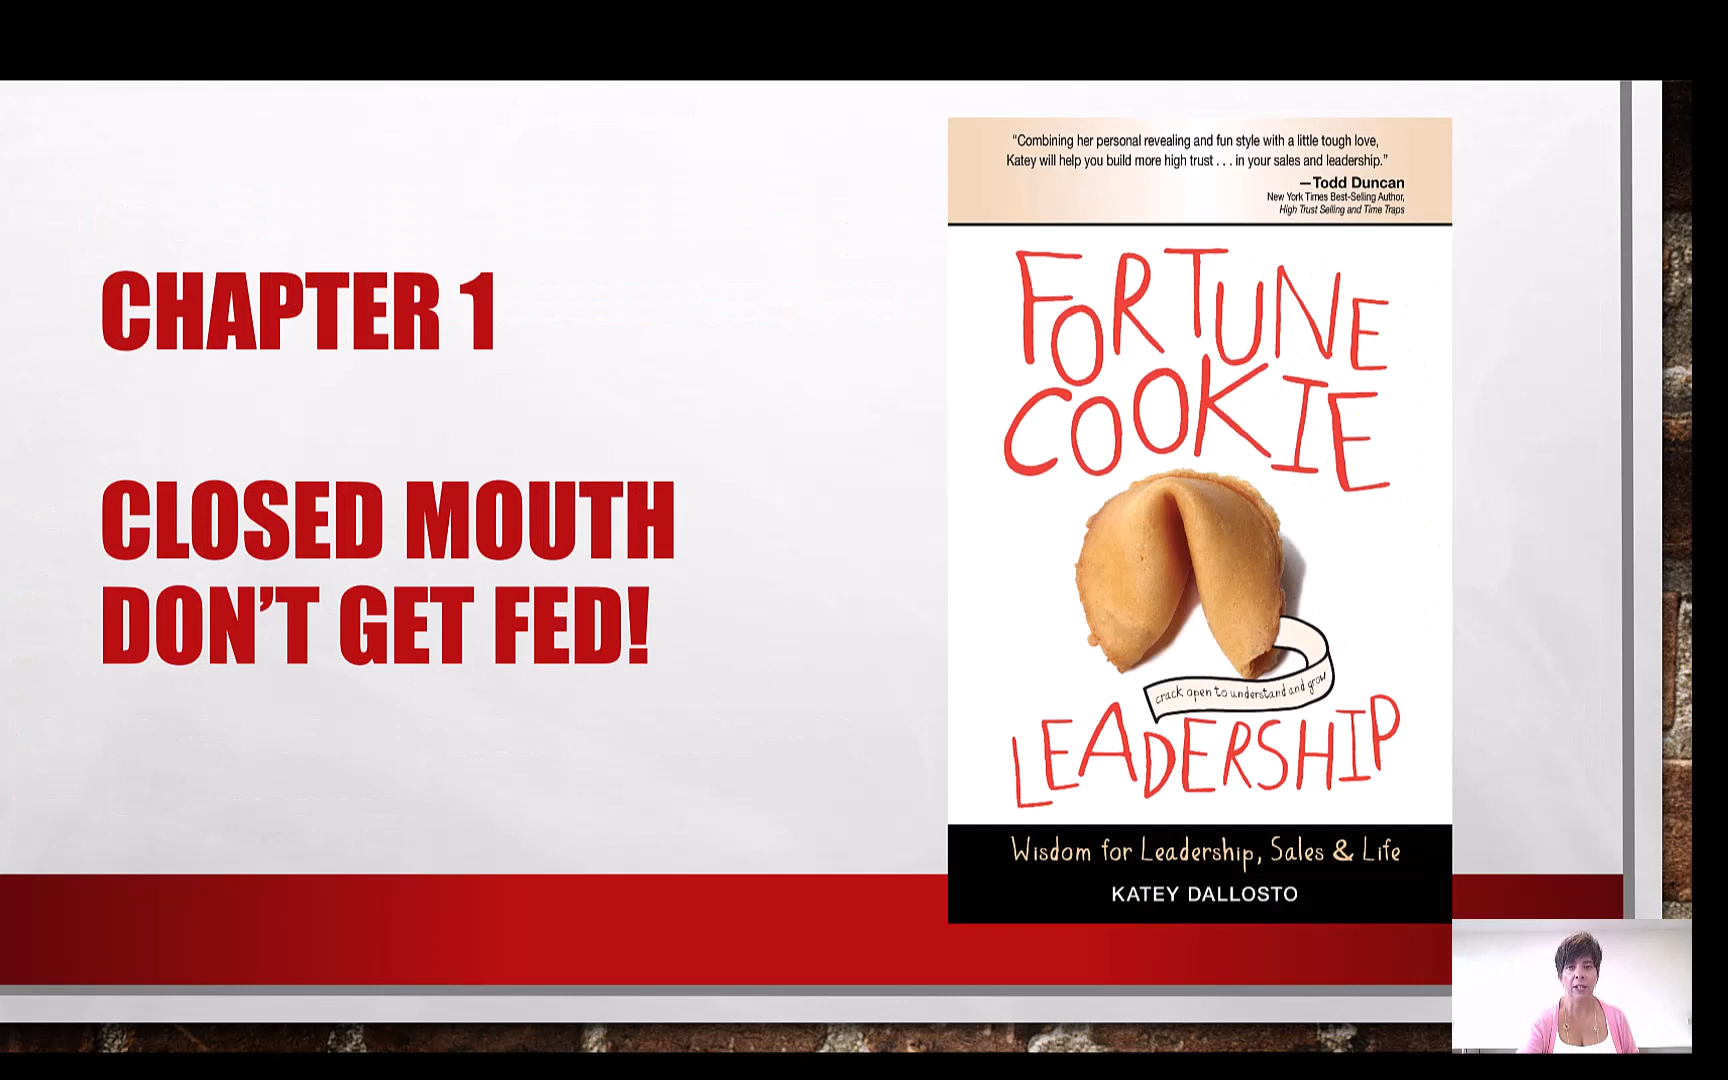 CHAPTER 1
CLOSED MOUTH
DON'T GET FED!
“Combining her personal revealing and fun style with a little tough love,
Katey will help you build more high trust . . . in your sales and leadership.”
—Todd Duncan
New York Times Best-Selling Author,
High Trust Selling and Time Traps
FORTUNE
COOKIE
crack open to understand and grow
LEADERSHIP
Wisdom for Leadership, Sales & Life
KATEY DALLOSTO